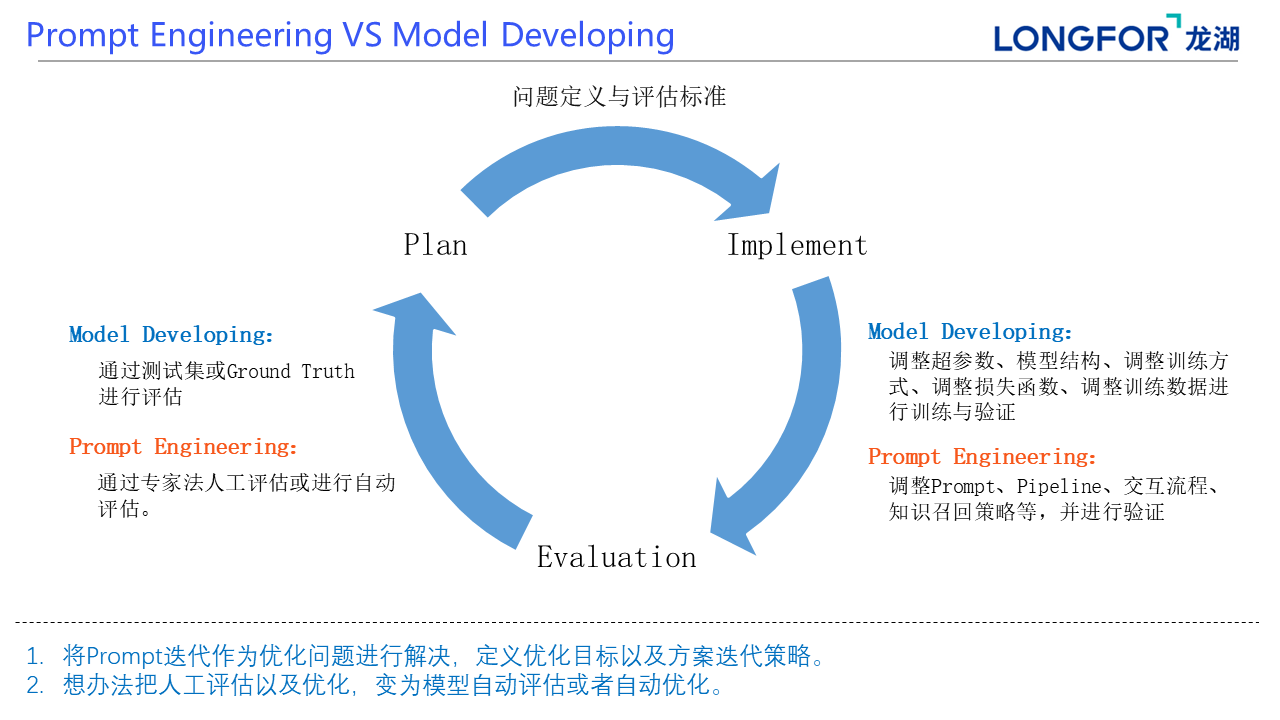 Prompt Engineering VS Model Developing
LONGFOR 龙湖
问题定义与评估标准
Plan
Implement
Model Developing:
通过测试集或Ground Truth
进行评估
Prompt Engineering:
通过专家法人工评估或进行自动
评估。
Model Developing:
调整超参数、模型结构、调整训练方
式、调整损失函数、调整训练数据进
行训练与验证
Prompt Engineering:
调整Prompt、Pipeline、交互流程、
知识召回策略等，并进行验证
Evaluation
1. 将Prompt迭代作为优化问题进行解决，定义优化目标以及方案迭代策略。
2. 想办法把人工评估以及优化，变为模型自动评估或者自动优化。